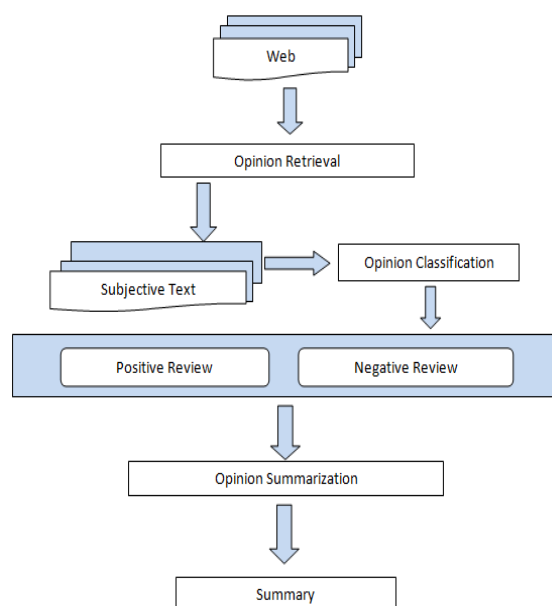 Web
Opinion Retrieval
Subjective Text
Opinion Classification
Positive Review
Negative Review
Opinion Summarization
Summary